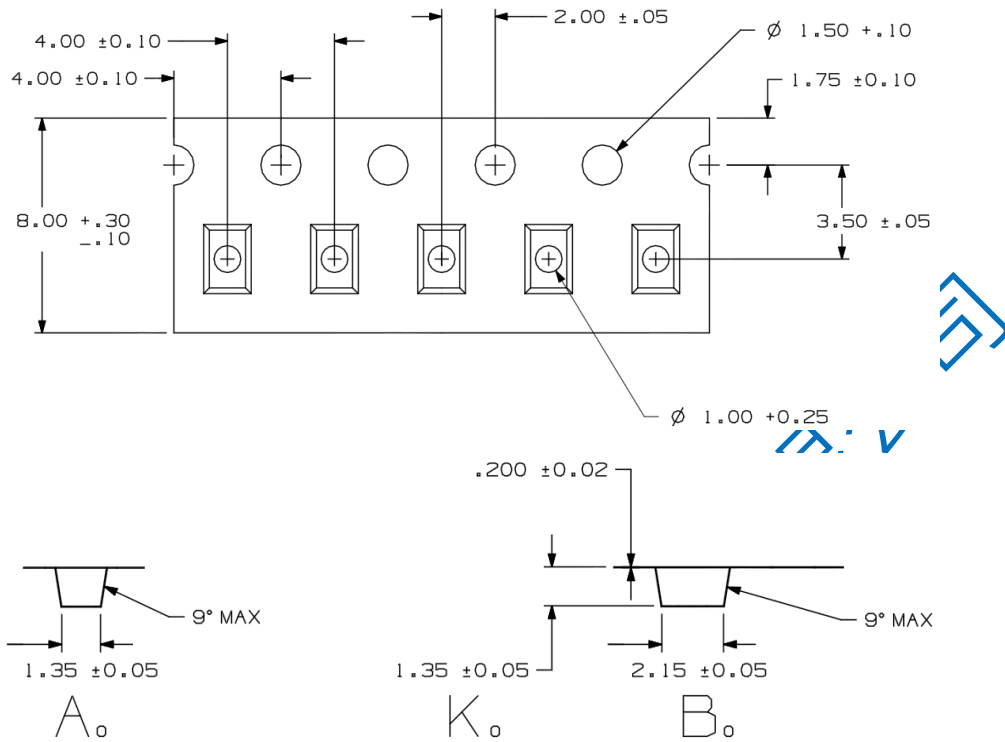 2.00 ±.05
4.00 ±0.10
Ø 1.50 +.10
4.00 ±0.10
1.75 ±0.10
8.00 +.30
-.10
3.50 ±.05
Ø 1.00 +0.25
.200 ±0.02
9° MAX
9° MAX
1.35 ±0.05
1.35 ±0.05
2.15 ±0.05
Ao
Ko
Bo